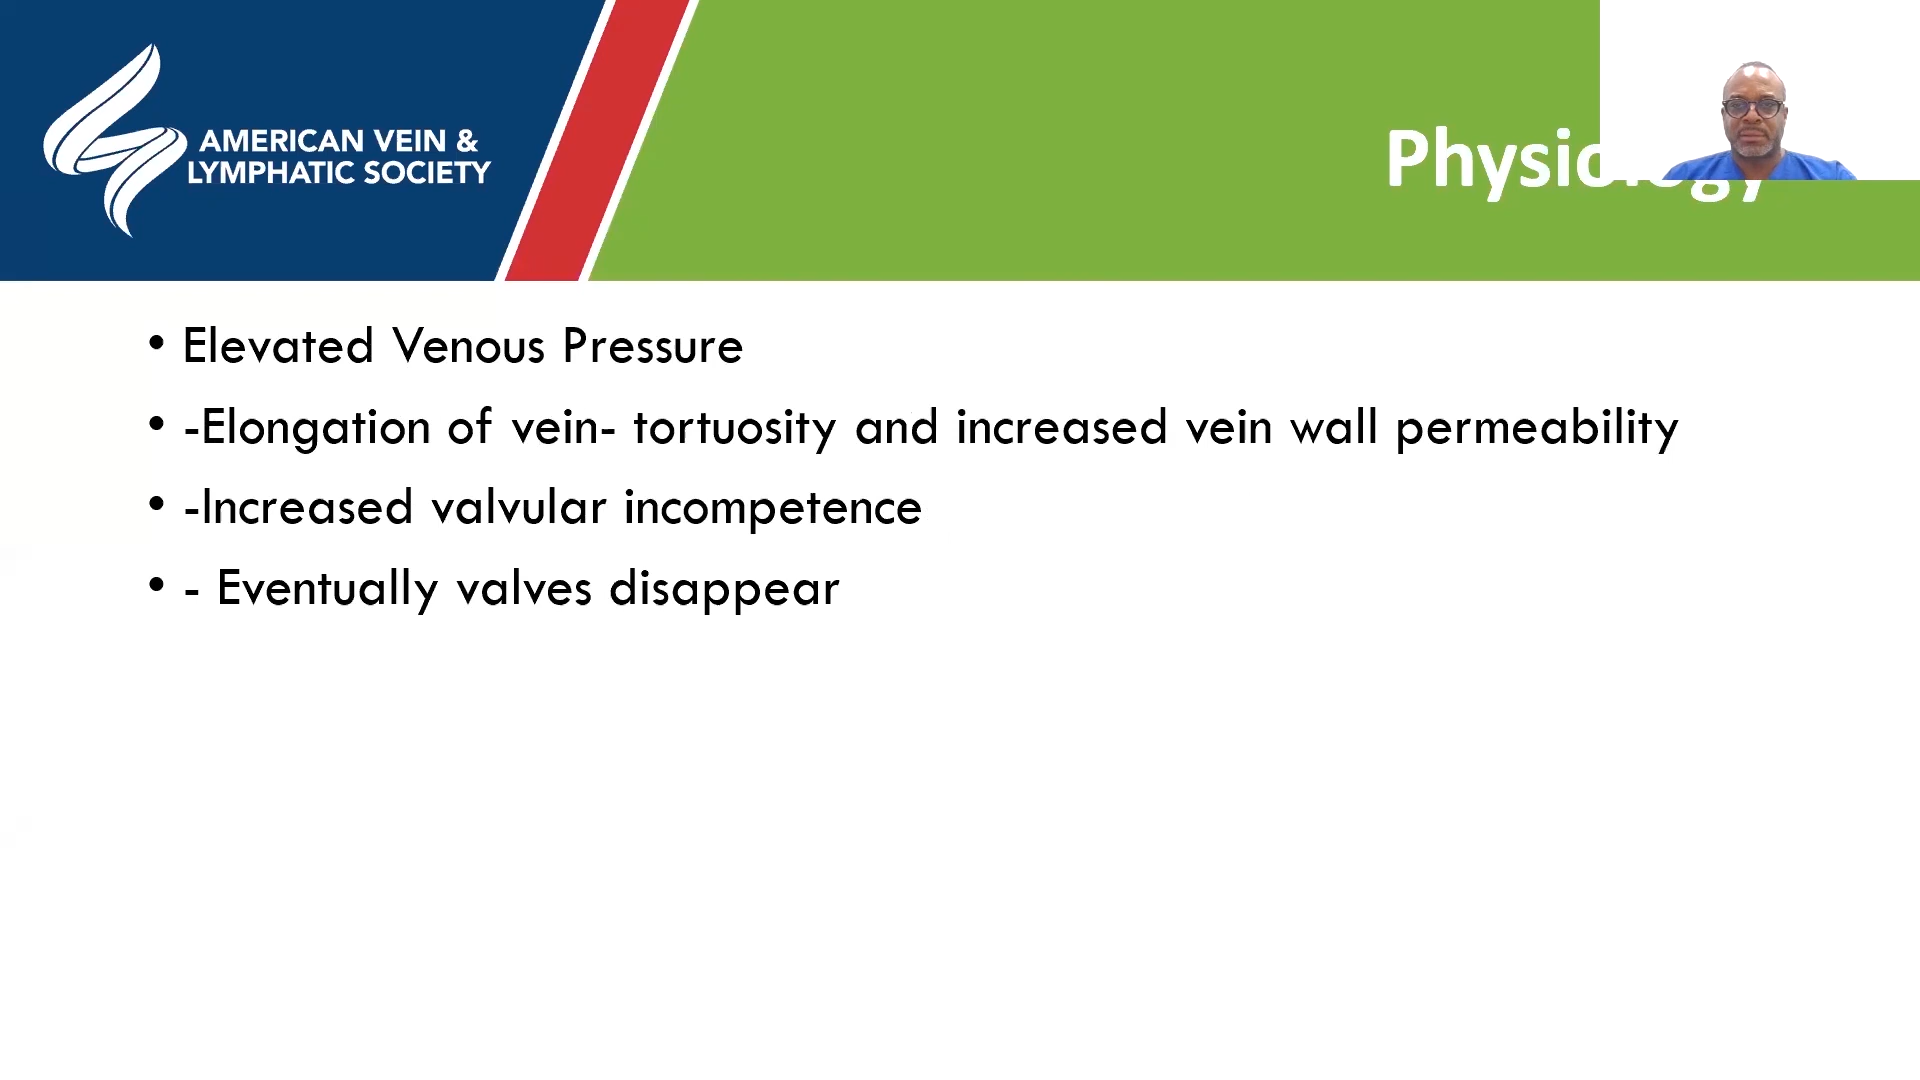 AMERICAN VEIN &
LYMPHATIC SOCIETY
Physiology
• Elevated Venous Pressure
• -Elongation of vein- tortuosity and increased vein wall permeability
• -Increased valvular incompetence
• - Eventually valves disappear